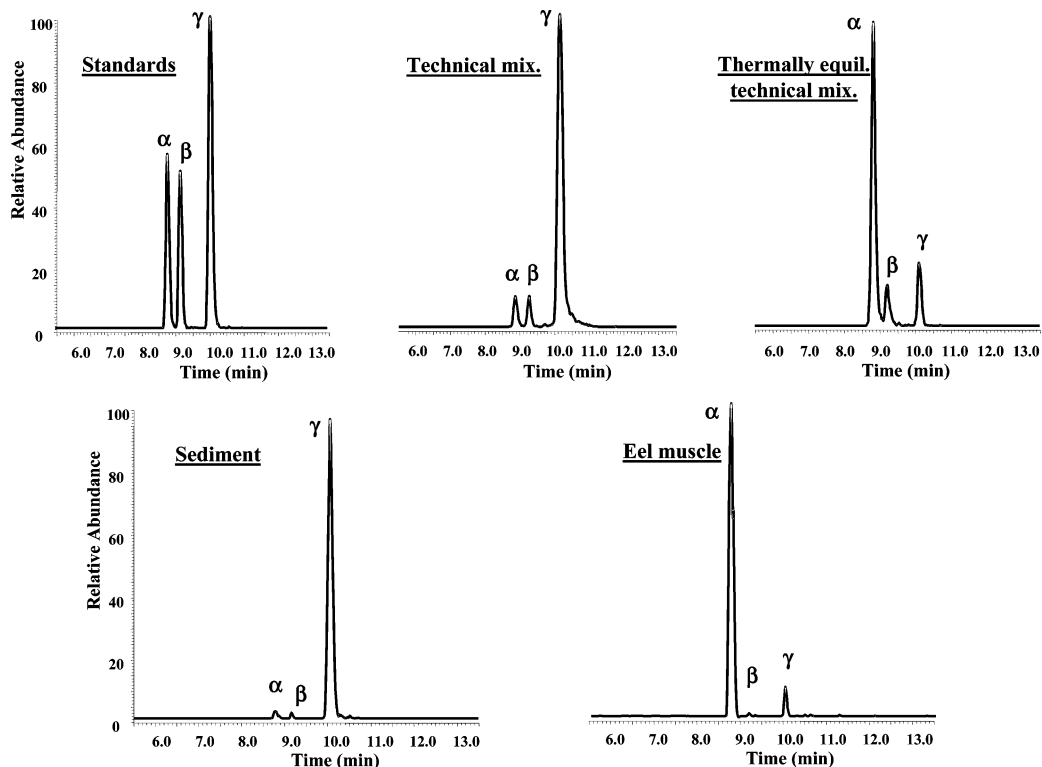 γ
100
Standards
80
Relative Abundance
60
α
β
40
20
0
6.0 7.0 8.0 9.0 10.0 11.0 12.0 13.0
Time (min)
γ
Technical mix.
α β
6.0 7.0 8.0 9.0 10.0 11.0 12.0 13.0
Time (min)
α
Thermally equil.
technical mix.
γ
β
6.0 7.0 8.0 9.0 10.0 11.0 12.0 13.0
Time (min)
100
γ
Sediment
80
Relative Abundance
60
40
20
α β
0
6.0 7.0 8.0 9.0 10.0 11.0 12.0 13.0
Time (min)
α
Eel muscle
β γ
6.0 7.0 8.0 9.0 10.0 11.0 12.0 13.0
Time (min)